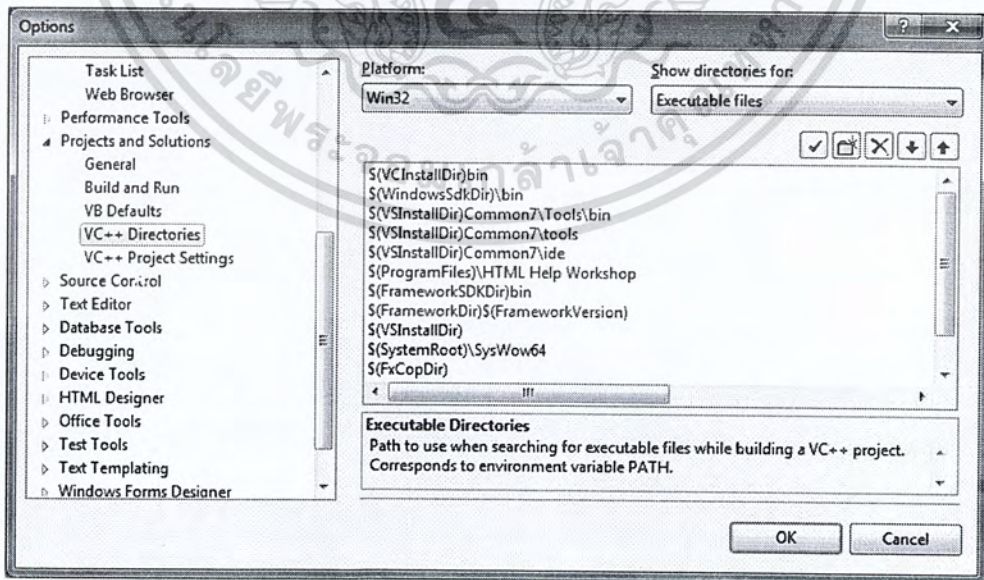 Options
Task List
Web Browser
Performance Tools
Projects and Solutions
General
Build and Run
VB Defaults
VC++ Directories
VC++ Project Settings
Source Control
Text Editor
Database Tools
Debugging
Device Tools
HTML Designer
Office Tools
Test Tools
Text Templating
Windows Forms Designer
Platform:
Win32
Show directories for:
Executable files
$(VCInstallDir)bin
$(WindowsSdkDir)\bin
$(VSInstallDir)Common7\Tools\bin
$(VSInstallDir)Common7\tools
$(VSInstallDir)Common7\ide
$(ProgramFiles)\HTML Help Workshop
$(FrameworkSDKDir)bin
$(FrameworkDir)$(FrameworkVersion)
$(VSInstallDir)
$(SystemRoot)\SysWow64
$(FxCopDir)
Executable Directories
Path to use when searching for executable files while building a VC++ project.
Corresponds to environment variable PATH.
OK
Cancel